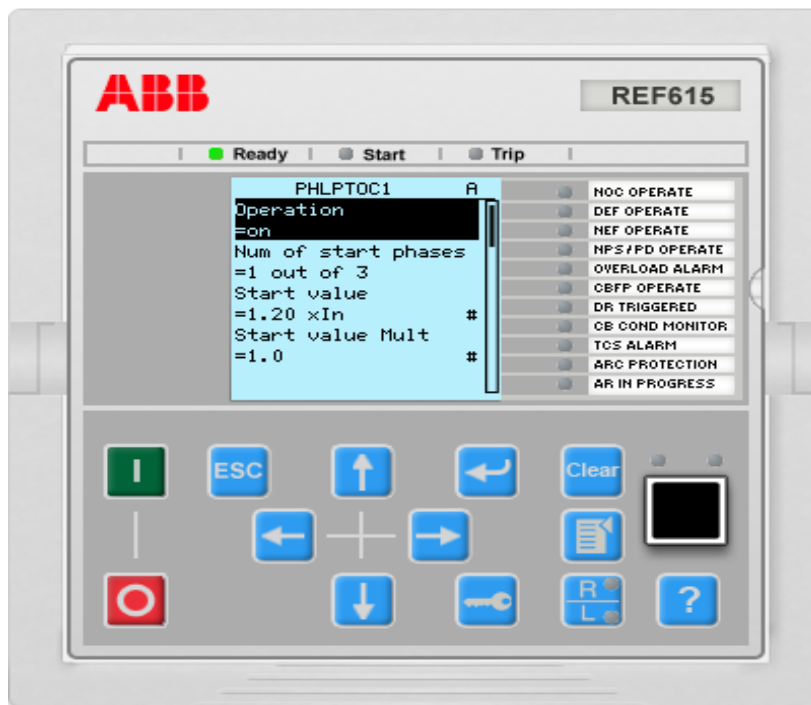 ABB
REF615
Ready
Start
Trip
PHLPTOC1 A
Operation
=on
Num of start phases
=1 out of 3
Start value
=1.20 xIn #
Start value Mult
=1.0 #
NOC OPERATE
DEF OPERATE
NEF OPERATE
NPS/PD OPERATE
OVERLOAD ALARM
CBFP OPERATE
DR TRIGGERED
CB COND MONITOR
TCS ALARM
ARC PROTECTION
AR IN PROGRESS
I
ESC
Clear
O
R
L
?